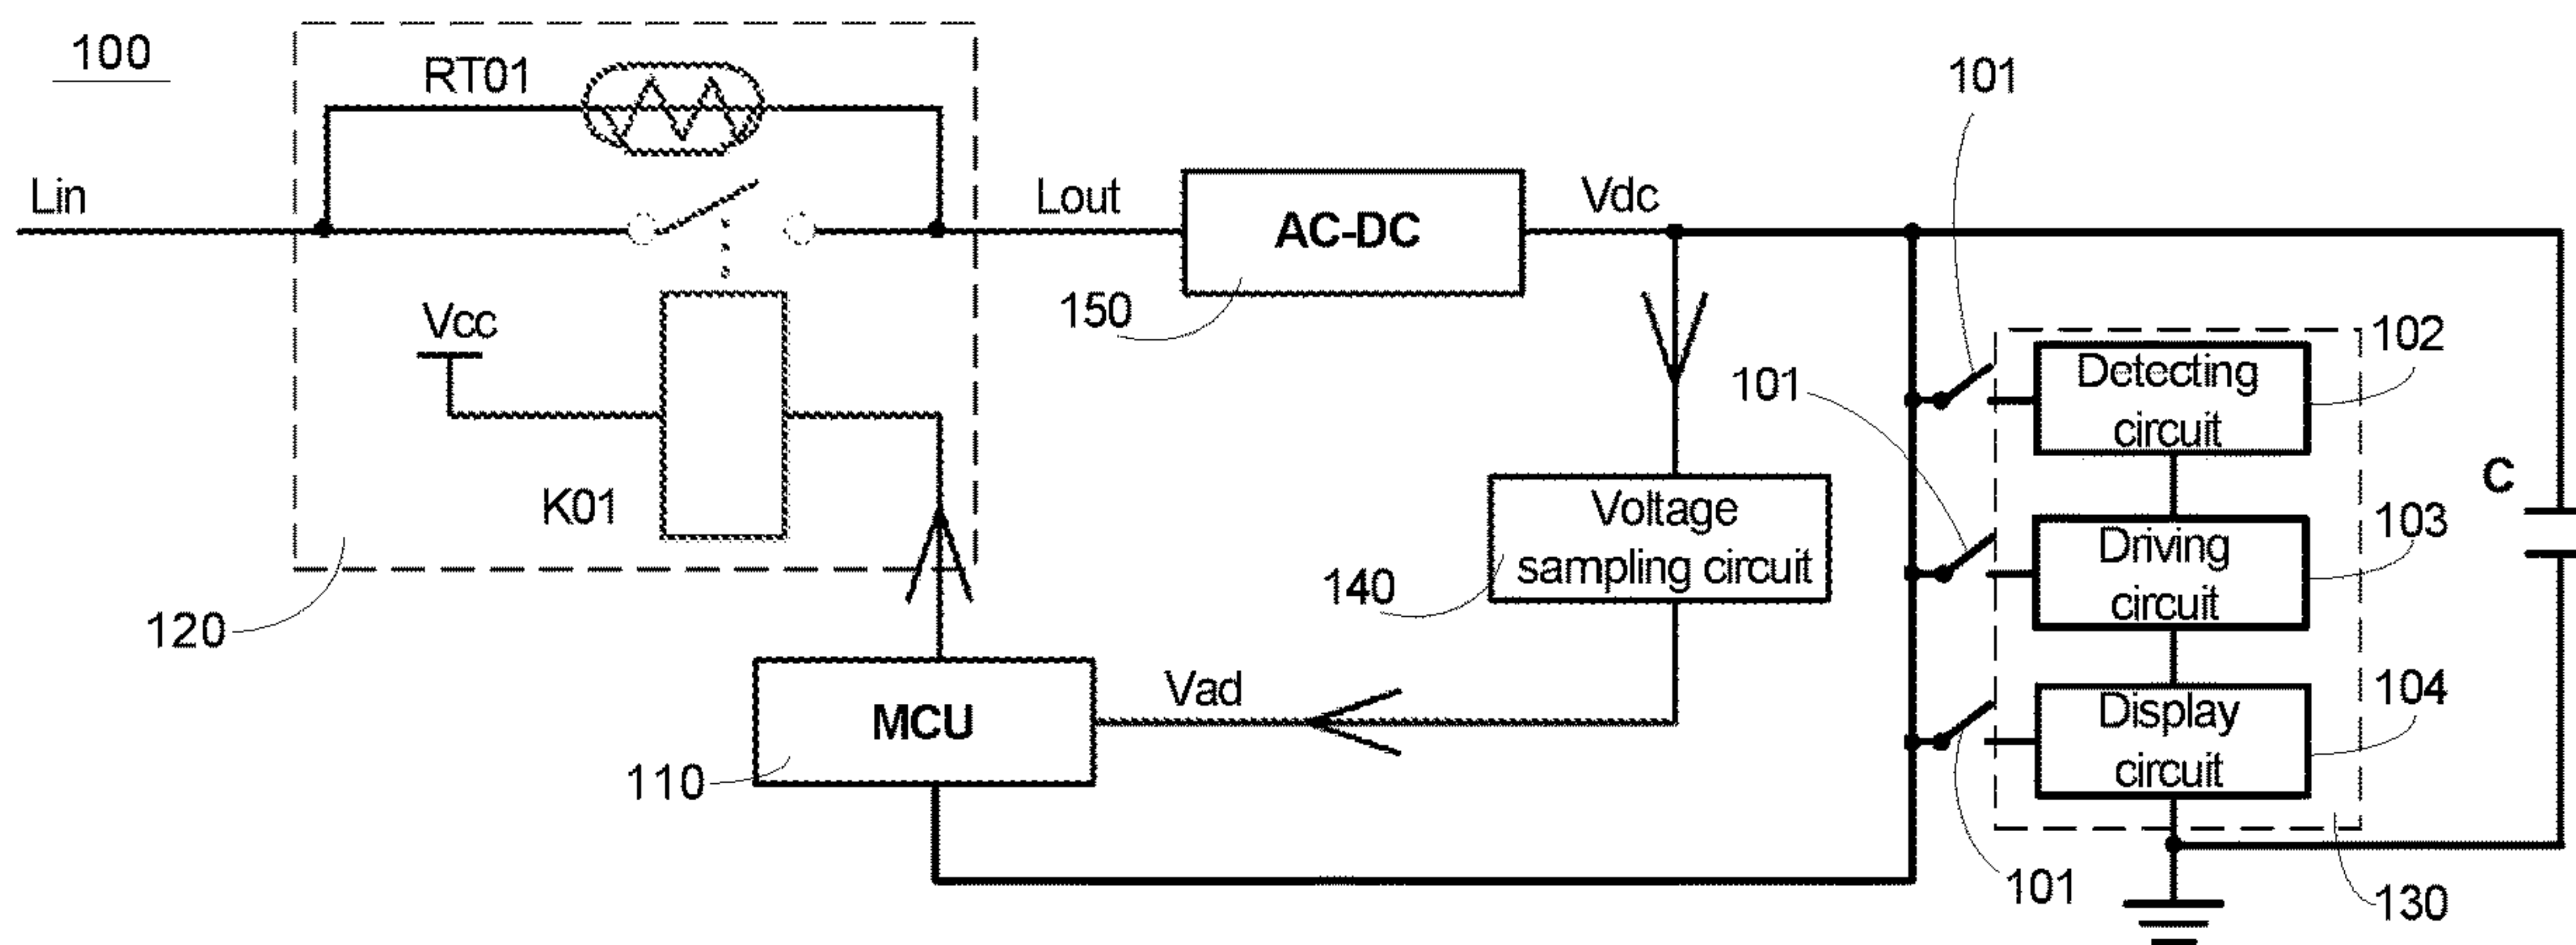 100
RT01
101
Lin
Lout
AC-DC
Vdc
150
Vcc
K01
120
101
Detecting
circuit
102
C
Voltage
sampling circuit
140
Driving
circuit
103
MCU
110
Vad
Display
circuit
104
101
130